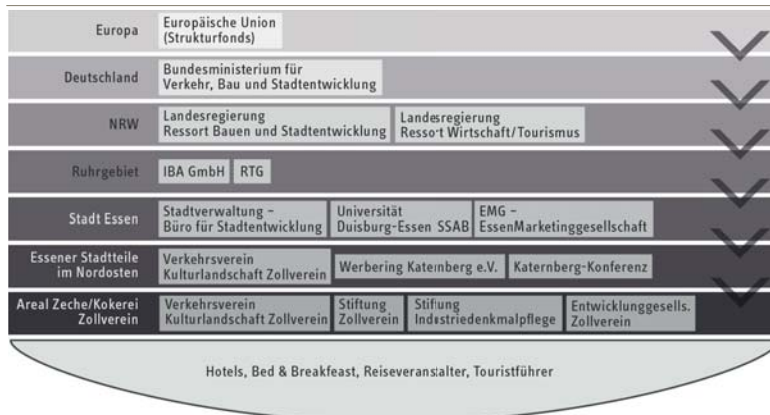 Europa
Europäische Union
(Strukturfonds)
Deutschland
Bundesministerium für
Verkehr, Bau und Stadtentwicklung
NRW
Landesregierung
Ressort Bauen und Stadtentwicklung
Landesregierung
Ressort Wirtschaft/Tourismus
Ruhrgebiet
IBA GmbH
RTG
Stadt Essen
Stadtverwaltung –
Büro für Stadtentwicklung
Universität
Duisburg-Essen SSAB
EMG –
EssenMarketinggesellschaft
Essener Stadtteile
im Nordosten
Verkehrsverein
Kulturlandschaft Zollverein
Werbering Katernberg e.V.
Katernberg-Konferenz
Areal Zeche/Kokerei
Zollverein
Verkehrsverein
Kulturlandschaft Zollverein
Stiftung
Zollverein
Stiftung
Industriedenkmalpflege
Entwicklunggesells.
Zollverein
Hotels, Bed & Breakfeast, Reiseveranstalter, Touristführer